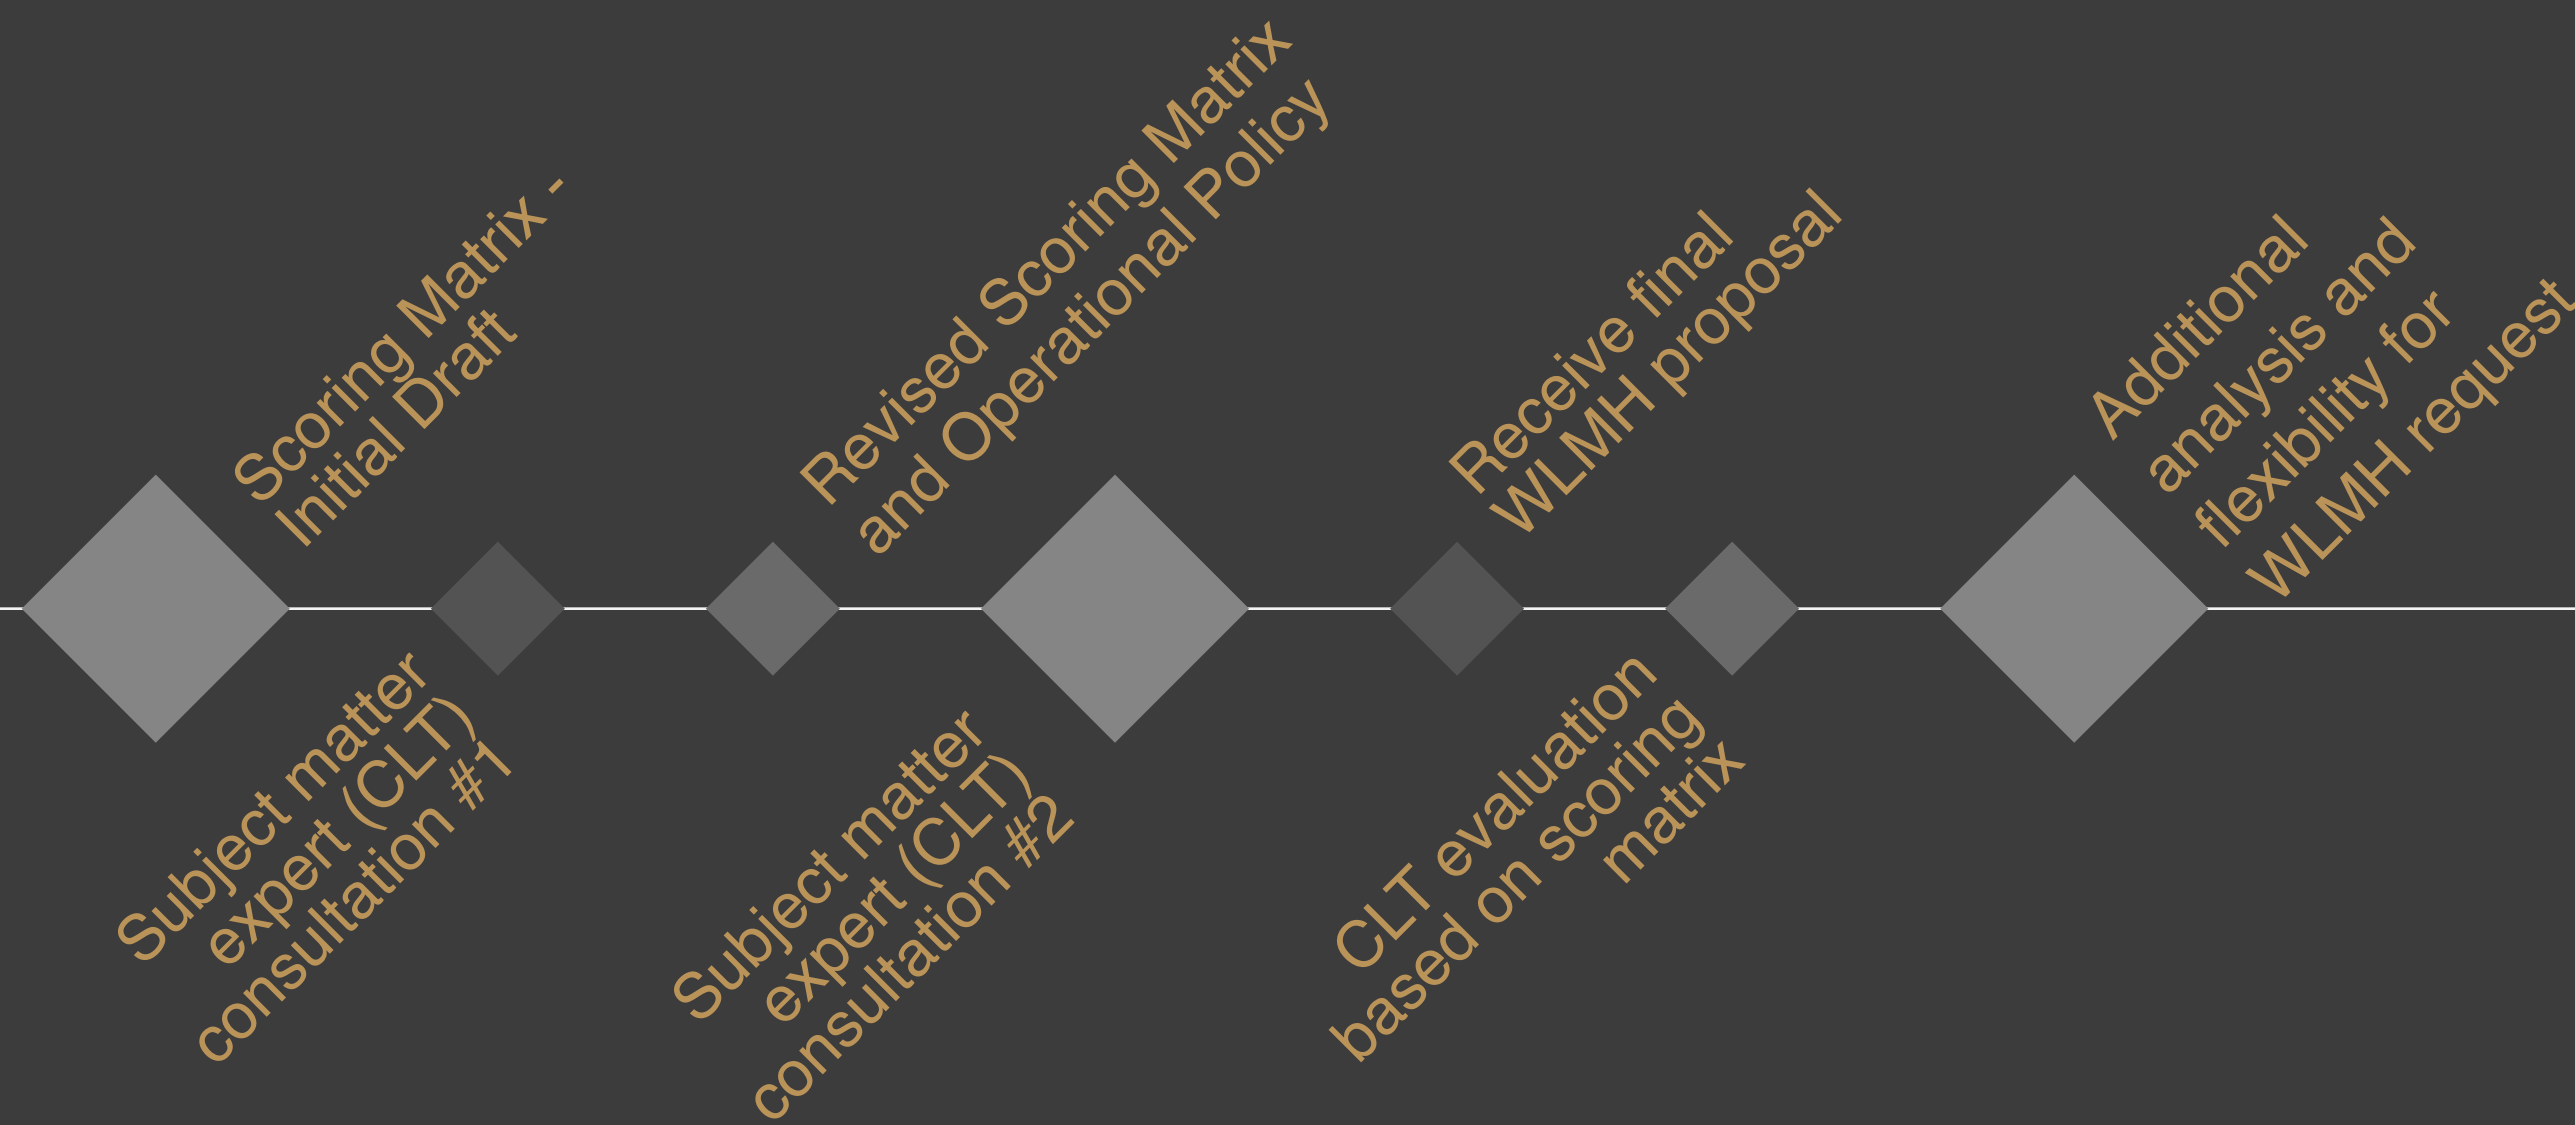 Scoring Matrix -
Initial Draft
Subject matter
expert (CLT)
consultation #1
Revised Scoring Matrix
and Operational Policy
Subject matter
expert (CLT)
consultation #2
Receive final
WLMH proposal
CLT evaluation
based on scoring
matrix
Additional
analysis and
flexibility for
WLMH request